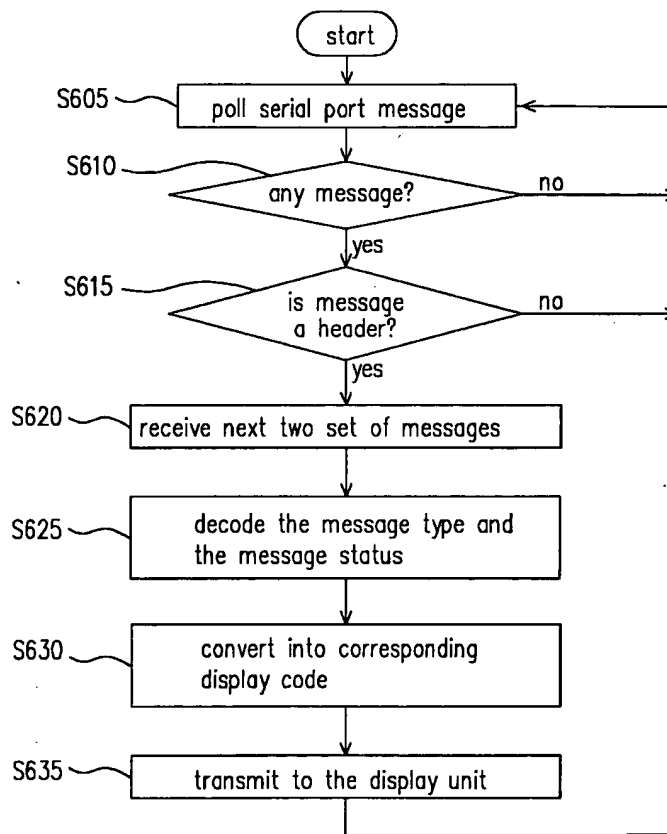 start
S605
poll serial port message
S610
any message?
no
yes
S615
is message
a header?
no
yes
S620
receive next two set of messages
S625
decode the message type and
the message status
S630
convert into corresponding
display code
S635
transmit to the display unit